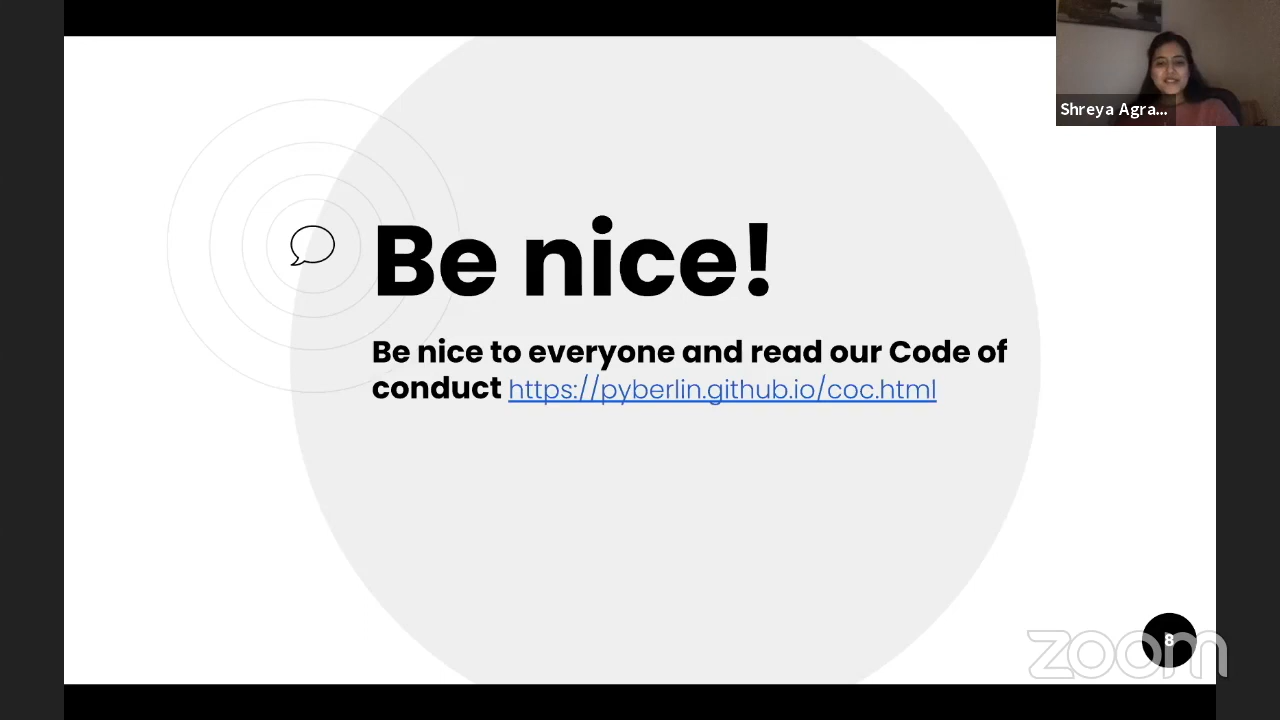 Shreya Agra...
Be nice!
Be nice to everyone and read our Code of
conduct https://pyberlin.github.io/coc.html
8
zoom